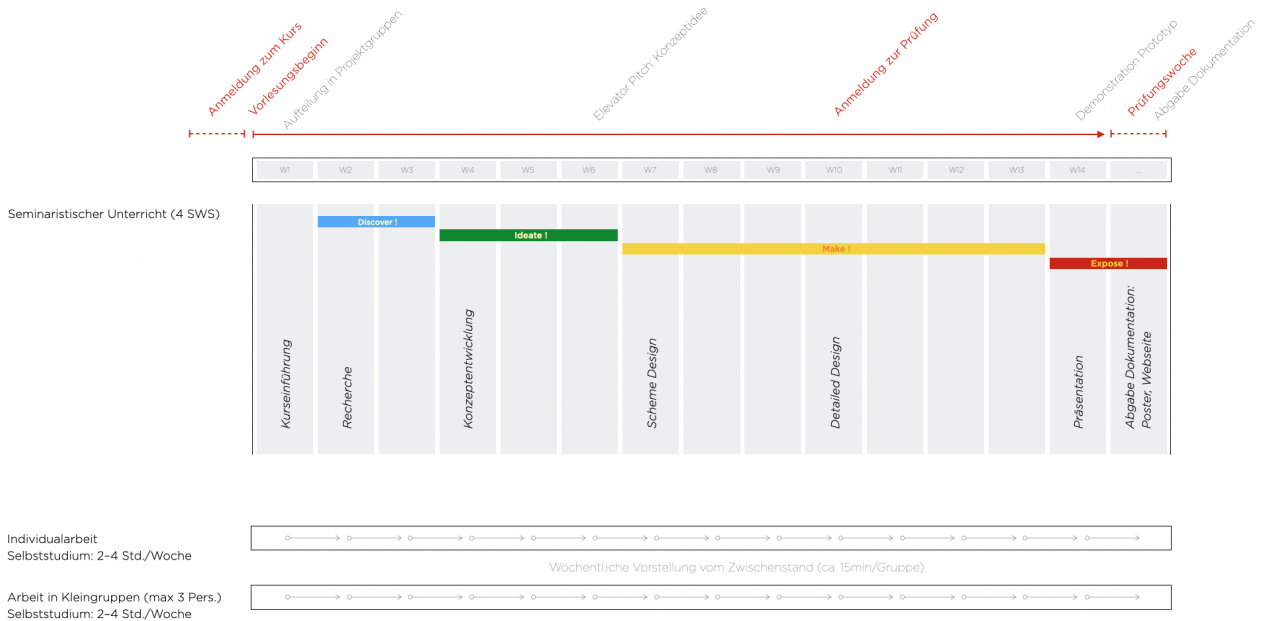 Anmeldung zum Kurs
Vorlesungsbeginn
Aufteilung in Projektgruppen
Elevator Pitch: Konzeptidee
Anmeldung zur Prüfung
Demonstration Prototyp
Prüfungswoche
Abgabe Dokumentation
W1 W2 W3 W4 W5 W6 W7 W8 W9 W10 W11 W12 W13 W14 .
Seminaristischer Unterricht (4 SWS)
Discover !
Ideate !
Make !
Expose !
Kurseinführung
Recherche
Konzeptentwicklung
Scheme Design
Detailed Design
Präsentation
Abgabe Dokumentation:
Poster, Webseite
Individualarbeit
Selbststudium: 2–4 Std./Woche
Wöchentliche Vorstellung vom Zwischenstand (ca. 15min/Gruppe)
Arbeit in Kleingruppen (max 3 Pers.)
Selbststudium: 2–4 Std./Woche